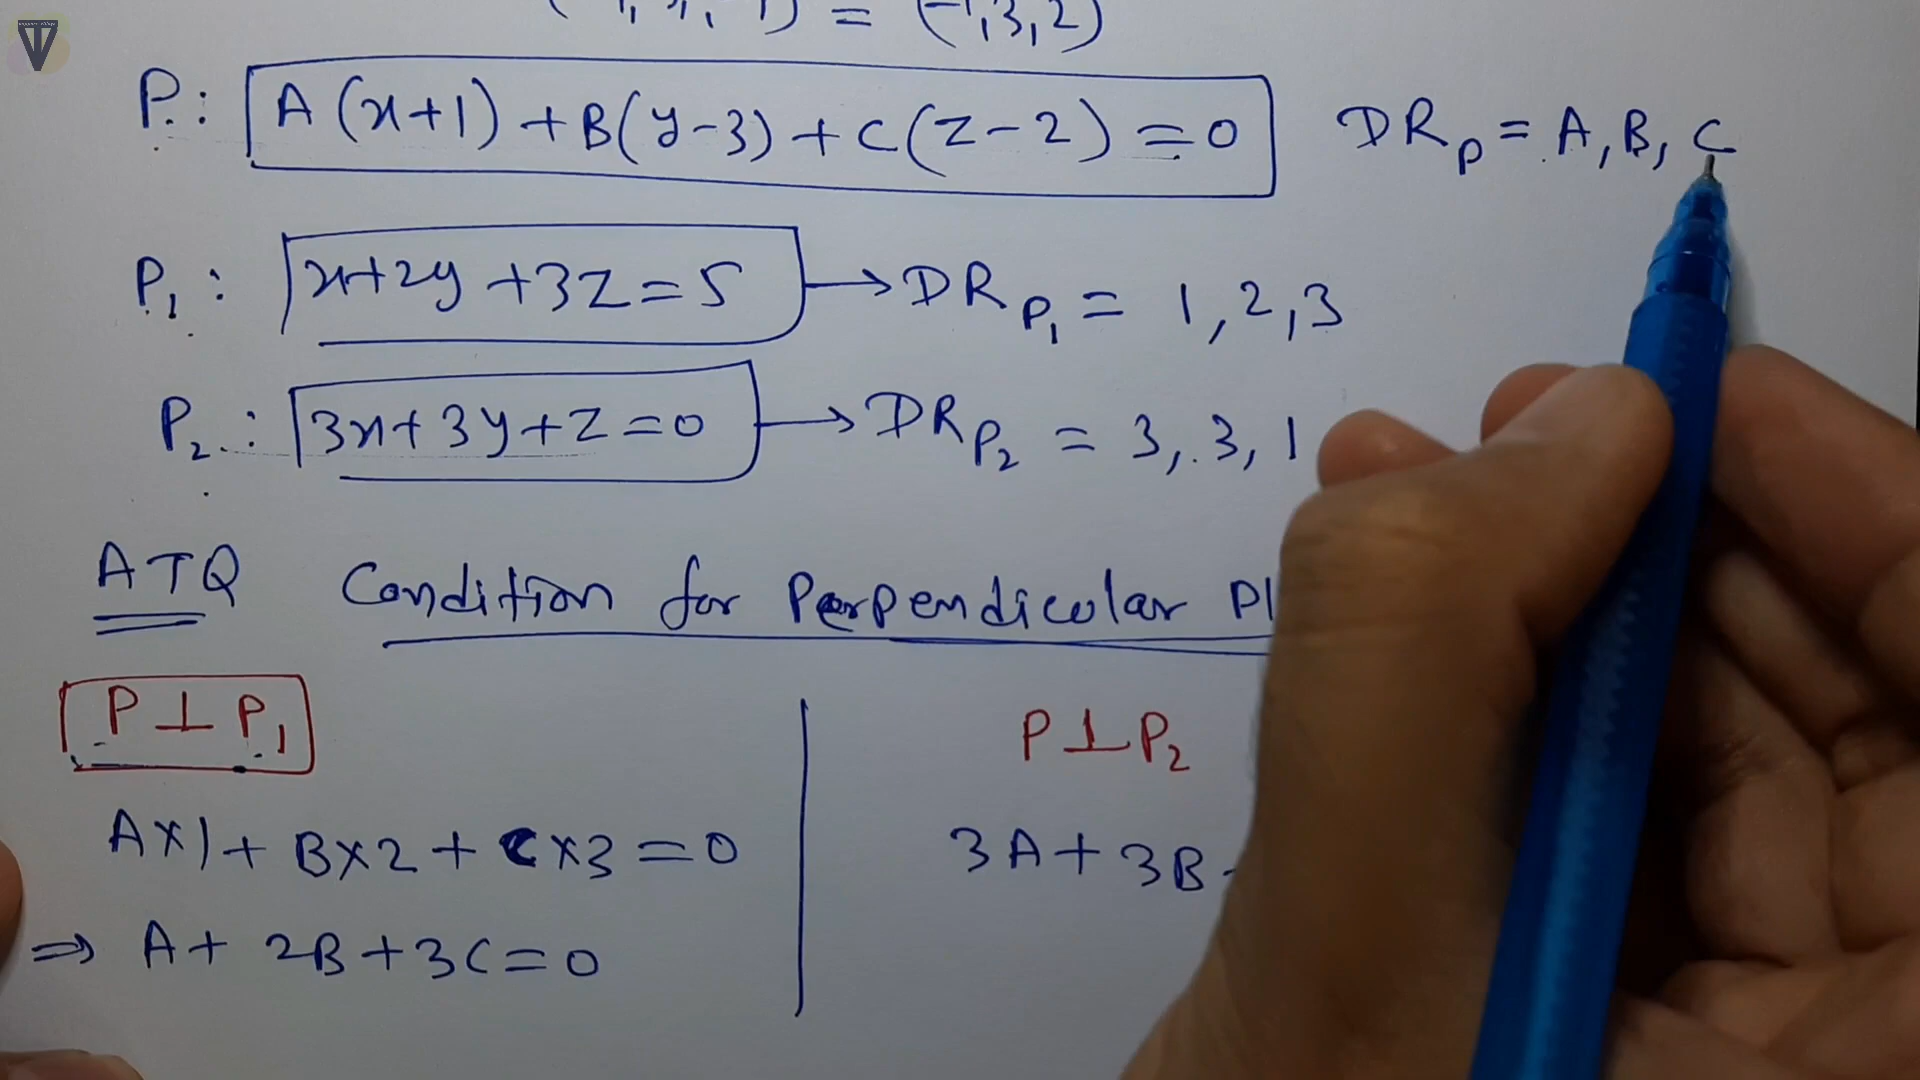 = (-1,3,2)
P: A(x+1)+B(y-3)+C(z-2)=0 DRP = A, B, C
P1: x+2y+3z=5 → DRP1 = 1,2,3
P2: 3x+3y+z=0 → DRP2 = 3,3,1
ATQ Condition for Perpendicular Pl
P⊥P1 P⊥P2
A×1+B×2+C×3=0 3A+3B
⇒ A+2B+3C=0